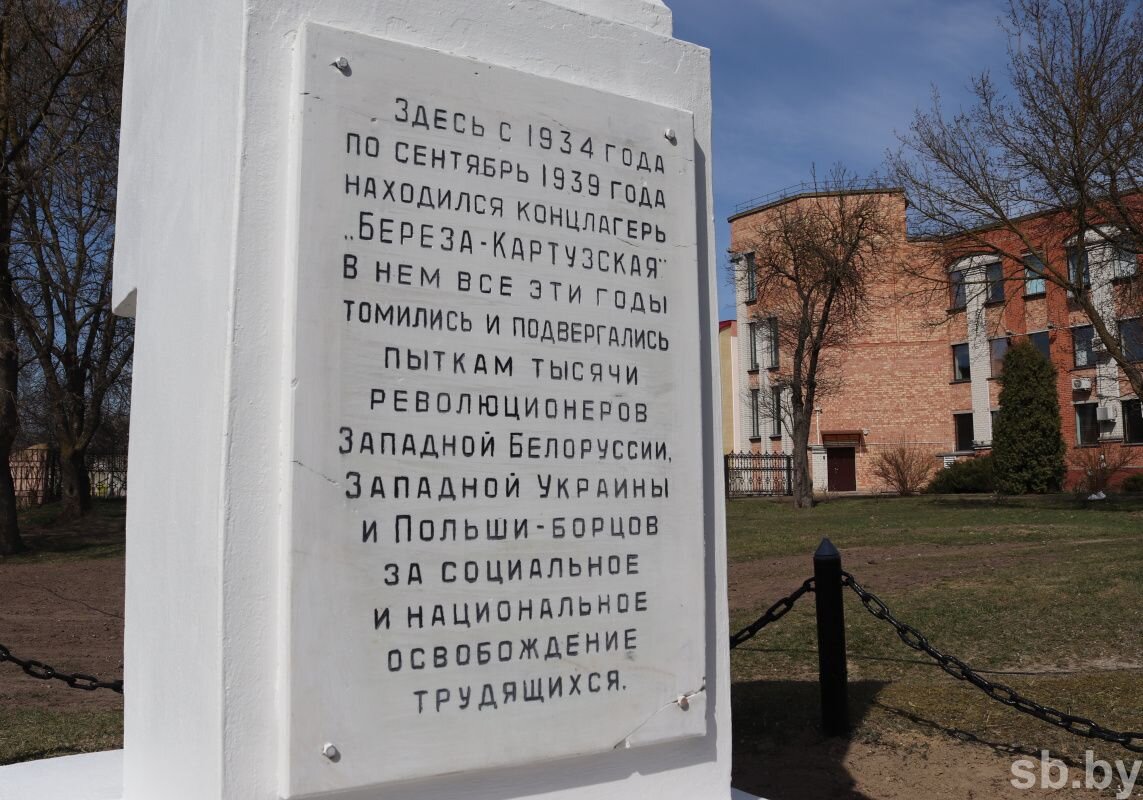 Здесь с 1934 года
по сентябрь 1939 года
находился концлагерь
„Береза-Картузская"
В нем все эти годы
томились и подвергались
пыткам тысячи
революционеров
Западной Белоруссии,
Западной Украины
и Польши-борцов
за социальное
и национальное
освобождение
трудящихся.
sb.by